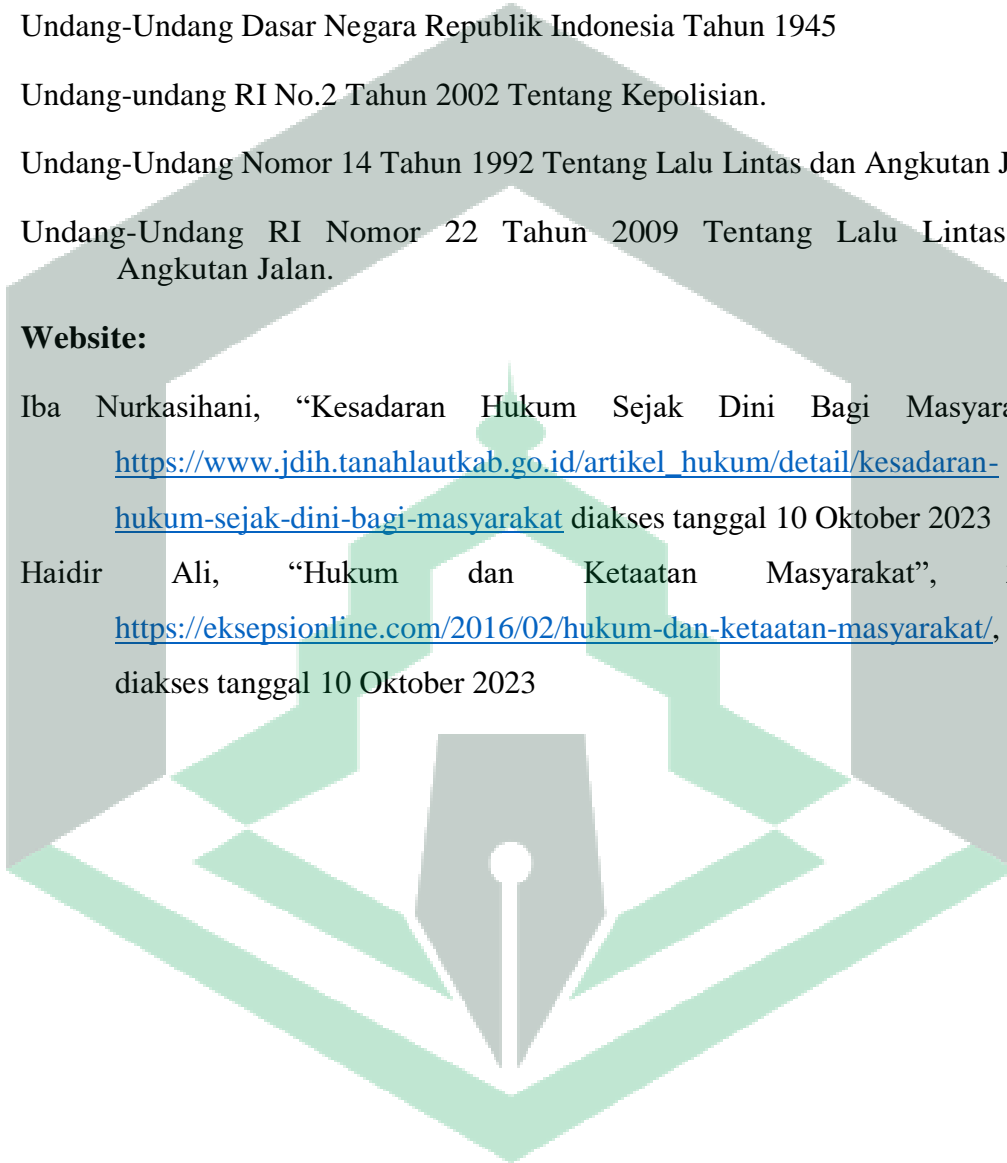 Undang-Undang Dasar Negara Republik Indonesia Tahun 1945
Undang-undang RI No.2 Tahun 2002 Tentang Kepolisian.
Undang-Undang Nomor 14 Tahun 1992 Tentang Lalu Lintas dan Angkutan J
Undang-Undang RI Nomor 22 Tahun 2009 Tentang Lalu Lintas
Angkutan Jalan.
Website:
Iba Nurkasihani, “Kesadaran Hukum Sejak Dini Bagi Masyara
https://www.jdih.tanahlautkab.go.id/artikel_hukum/detail/kesadaran-
hukum-sejak-dini-bagi-masyarakat diakses tanggal 10 Oktober 2023
Haidir Ali, “Hukum dan Ketaatan Masyarakat”,
https://eksepsionline.com/2016/02/hukum-dan-ketaatan-masyarakat/,
diakses tanggal 10 Oktober 2023